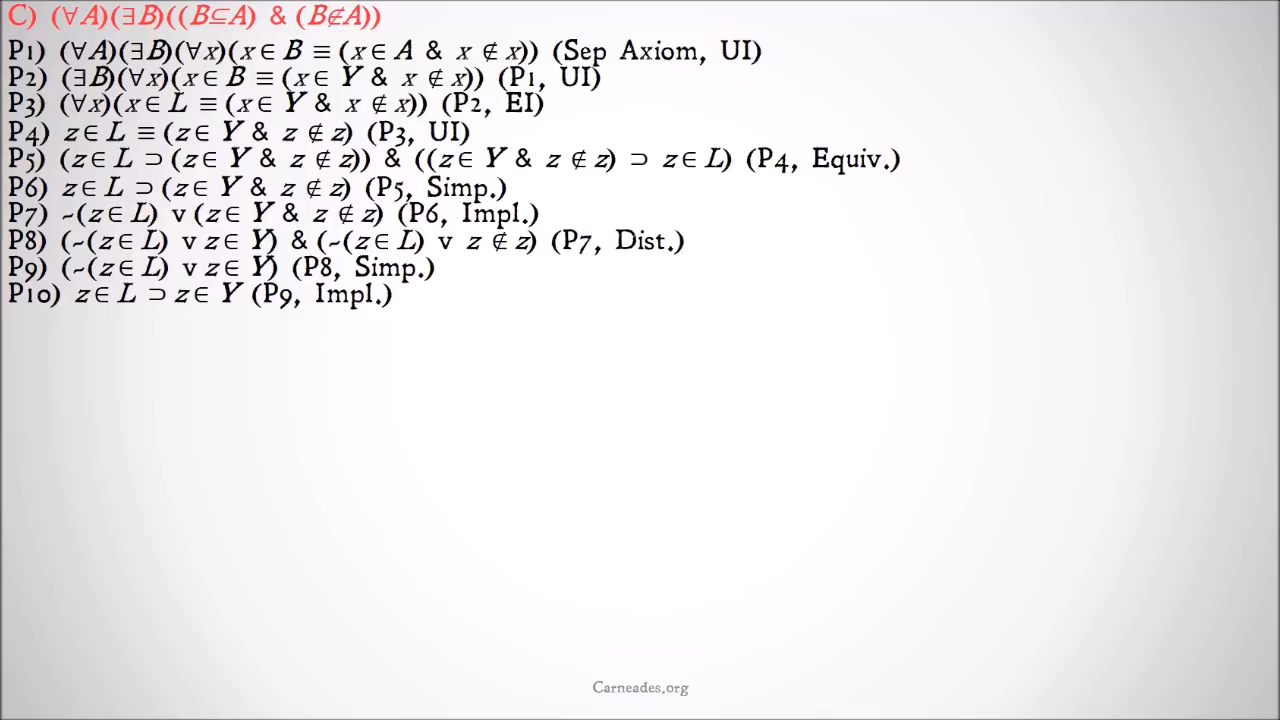 C) (∀A)(∃B)((B⊆A) & (B∉A))
P1) (∀A)(∃B)(∀x)(x∈ B ≡ (x∈ A & x ∉ x)) (Sep Axiom, UI)
P2) (∃B)(∀x)(x∈ B ≡ (x∈ Y & x ∉ x)) (P1, UI)
P3) (∀x)(x∈ L ≡ (x∈ Y & x ∉ x)) (P2, EI)
P4) z∈ L ≡ (z∈ Y & z ∉ z) (P3, UI)
P5) (z∈ L ⊃ (z∈ Y & z ∉ z)) & ((z∈ Y & z ∉ z) ⊃ z∈ L) (P4, Equiv.)
P6) z∈ L ⊃ (z∈ Y & z ∉ z) (P5, Simp.)
P7) ~(z∈ L) v (z∈ Y & z ∉ z) (P6, Impl.)
P8) (~(z∈ L) v z∈ Y) & (~(z∈ L) v z ∉ z) (P7, Dist.)
P9) (~(z∈ L) v z∈ Y) (P8, Simp.)
P10) z∈ L ⊃ z∈ Y (P9, Impl.)
Carneades.org